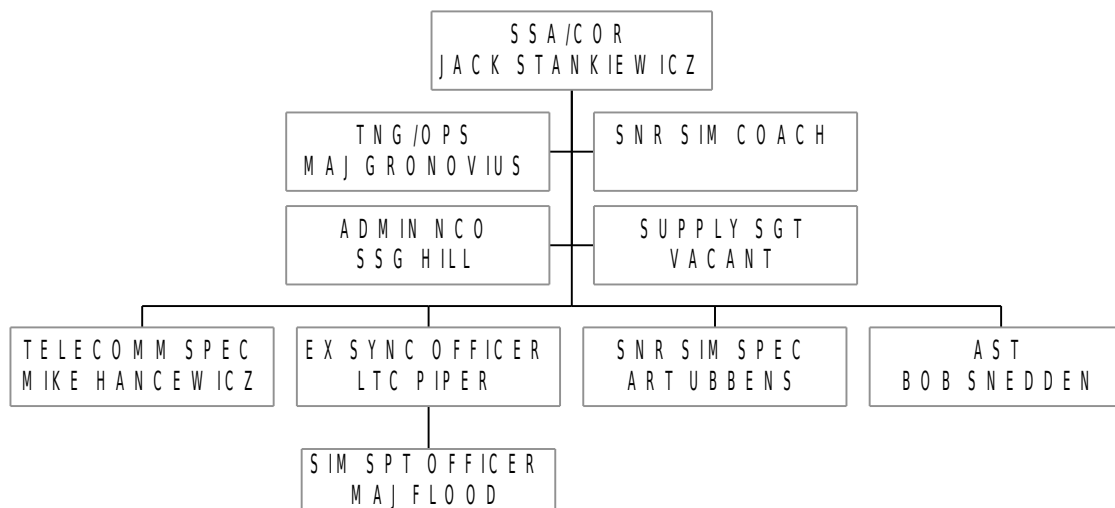 SSA/COR
JACK STANKIEWICZ
TNG/OPS
MAJ GRONOVIUS
SNR SIM COACH
ADMIN NCO
SSG HILL
SUPPLY SGT
VACANT
TELECOMM SPEC
MIKE HANCEWICZ
EX SYNC OFFICER
LTC PIPER
SNR SIM SPEC
ART UBBENS
AST
BOB SNEDDEN
SIM SPT OFFICER
MAJ FLOOD